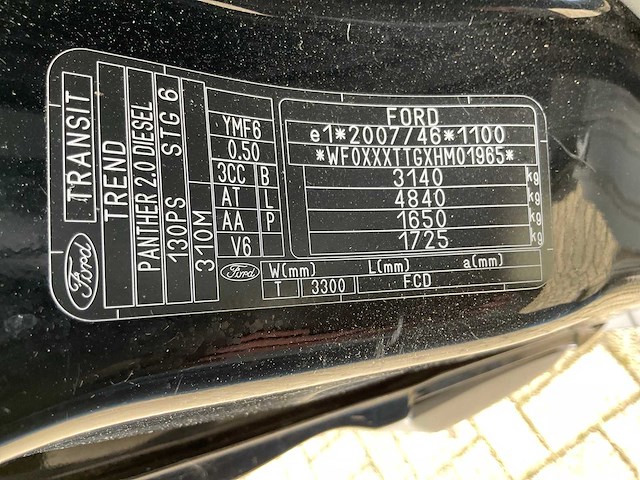 Ford
TRANSIT
TREND
PANTHER 2.0 DIESEL
130PS STG 6
310M
YMF6
0.50
3CC B
AT L
AA P
V6
FORD
e1*2007/46*1100
*WF0XXXTTGXHM01965*
3140 kg
4840 kg
1650 kg
1725 kg
Ford
W(mm) L(mm) a(mm)
T 3300 FCD